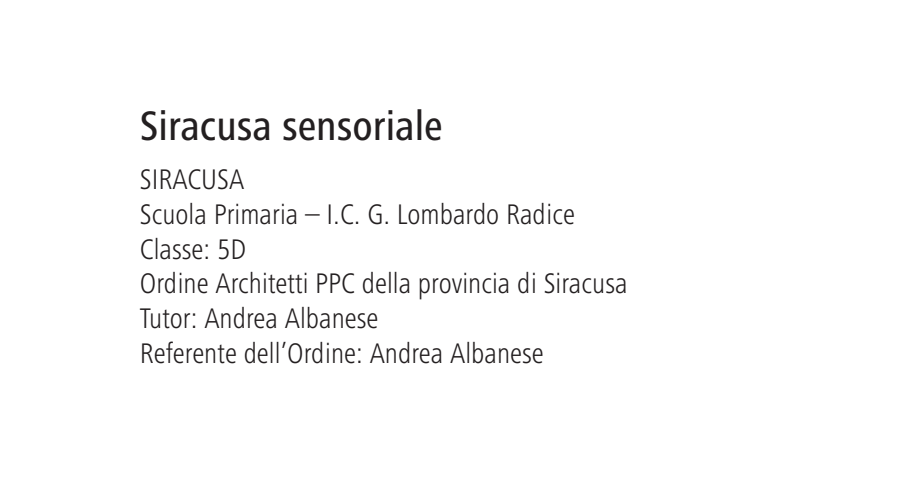 Siracusa sensoriale
SIRACUSA
Scuola Primaria – I.C. G. Lombardo Radice
Classe: 5D
Ordine Architetti PPC della provincia di Siracusa
Tutor: Andrea Albanese
Referente dell’Ordine: Andrea Albanese